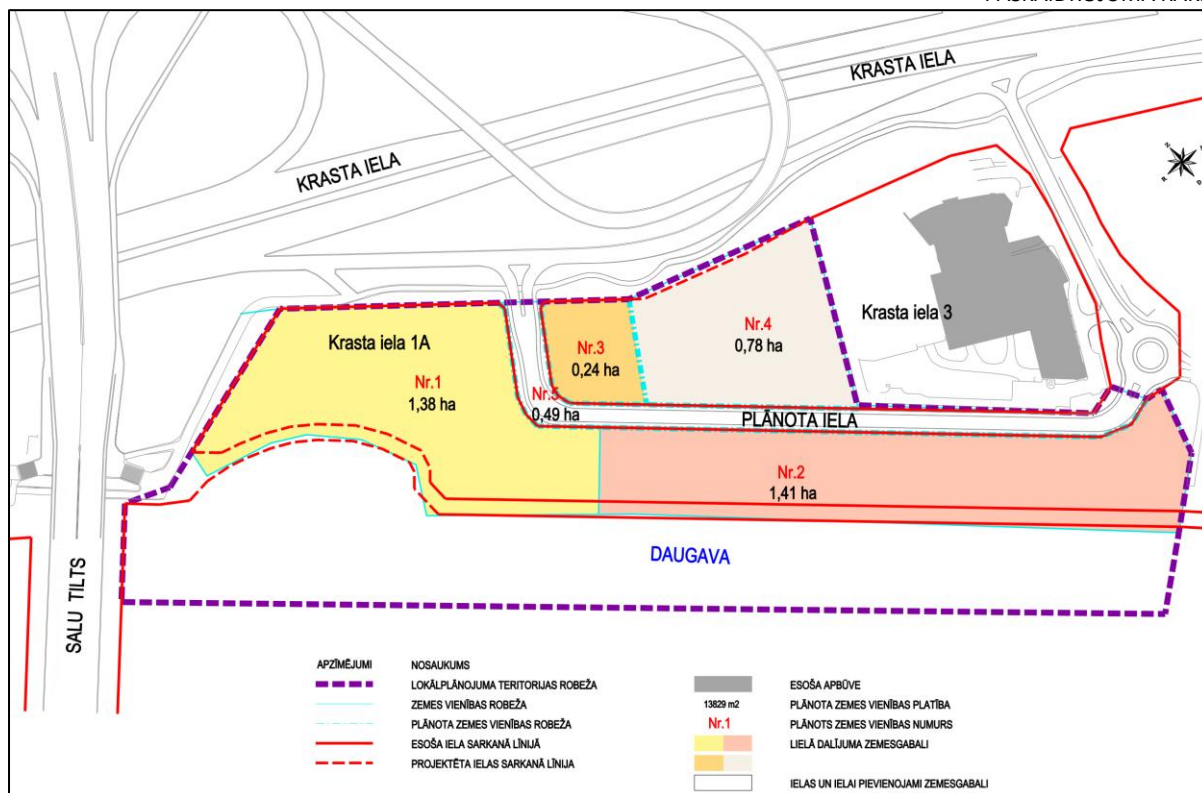 KRASTA IELA
KRASTA IELA
Krasta iela 1A
Nr.1
1,38 ha
Nr.3
0,24 ha
Nr.4
0,78 ha
Krasta iela 3
Nr.5
0,49 ha
PLĀNOTA IELA
Nr.2
1,41 ha
DAUGAVA
SALU TILTS
APZĪMĒJUMI NOSAUKUMS
LOKĀLPLĀNOJUMA TERITORIJAS ROBEŽA
ZEMES VIENĪBAS ROBEŽA
PLĀNOTA ZEMES VIENĪBAS ROBEŽA
ESOŠA IELA SARKANĀ LĪNIJĀ
PROJEKTĒTA IELAS SARKANĀ LĪNIJA
ESOŠA APBŪVE
13829 m2 PLĀNOTA ZEMES VIENĪBAS PLATĪBA
Nr.1 PLĀNOTS ZEMES VIENĪBAS NUMURS
LIELĀ DALĪJUMA ZEMESGABALI
IELAS UN IELAI PIEVIENOJAMI ZEMESGABALI